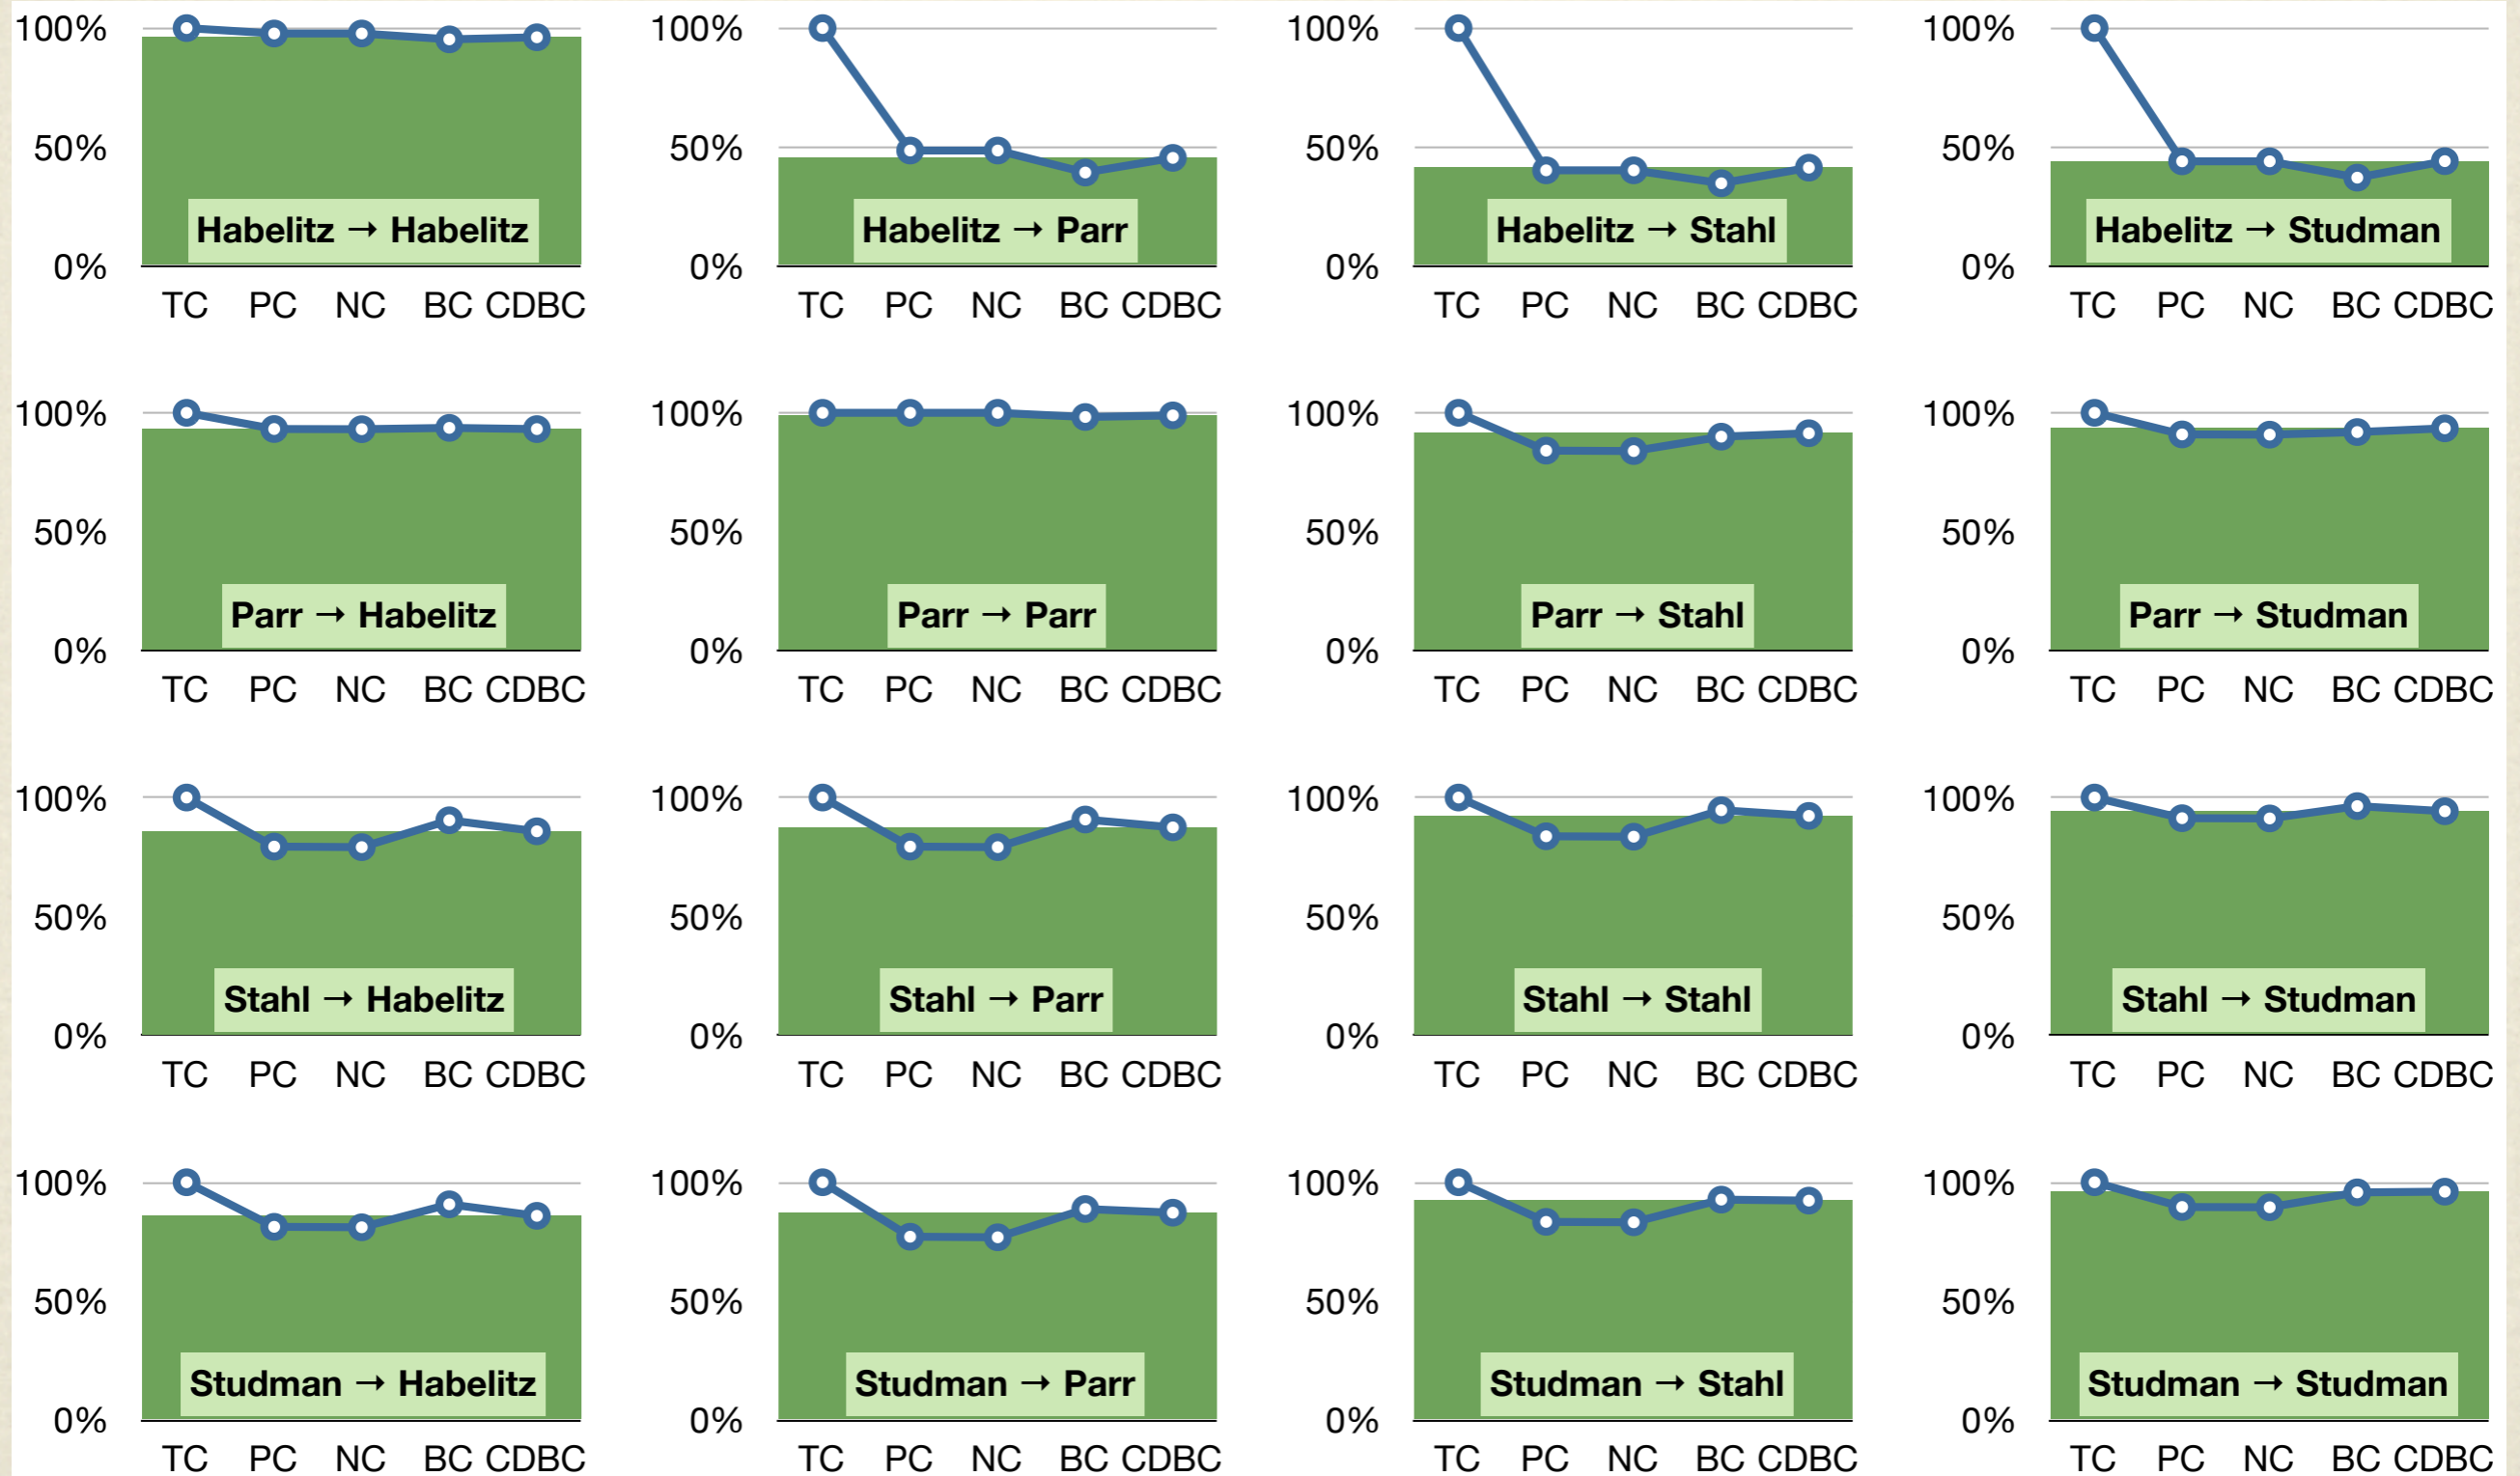 100% 100% 100% 100%
50% 50% 50% 50%
Habelitz → Habelitz Habelitz → Parr Habelitz → Stahl Habelitz → Studman
0% 0% 0% 0%
TC PC NC BC CDBC TC PC NC BC CDBC TC PC NC BC CDBC TC PC NC BC CDBC
100% 100% 100% 100%
50% 50% 50% 50%
Parr → Habelitz Parr → Parr Parr → Stahl Parr → Studman
0% 0% 0% 0%
TC PC NC BC CDBC TC PC NC BC CDBC TC PC NC BC CDBC TC PC NC BC CDBC
100% 100% 100% 100%
50% 50% 50% 50%
Stahl → Habelitz Stahl → Parr Stahl → Stahl Stahl → Studman
0% 0% 0% 0%
TC PC NC BC CDBC TC PC NC BC CDBC TC PC NC BC CDBC TC PC NC BC CDBC
100% 100% 100% 100%
50% 50% 50% 50%
Studman → Habelitz Studman → Parr Studman → Stahl Studman → Studman
0% 0% 0% 0%
TC PC NC BC CDBC TC PC NC BC CDBC TC PC NC BC CDBC TC PC NC BC CDBC